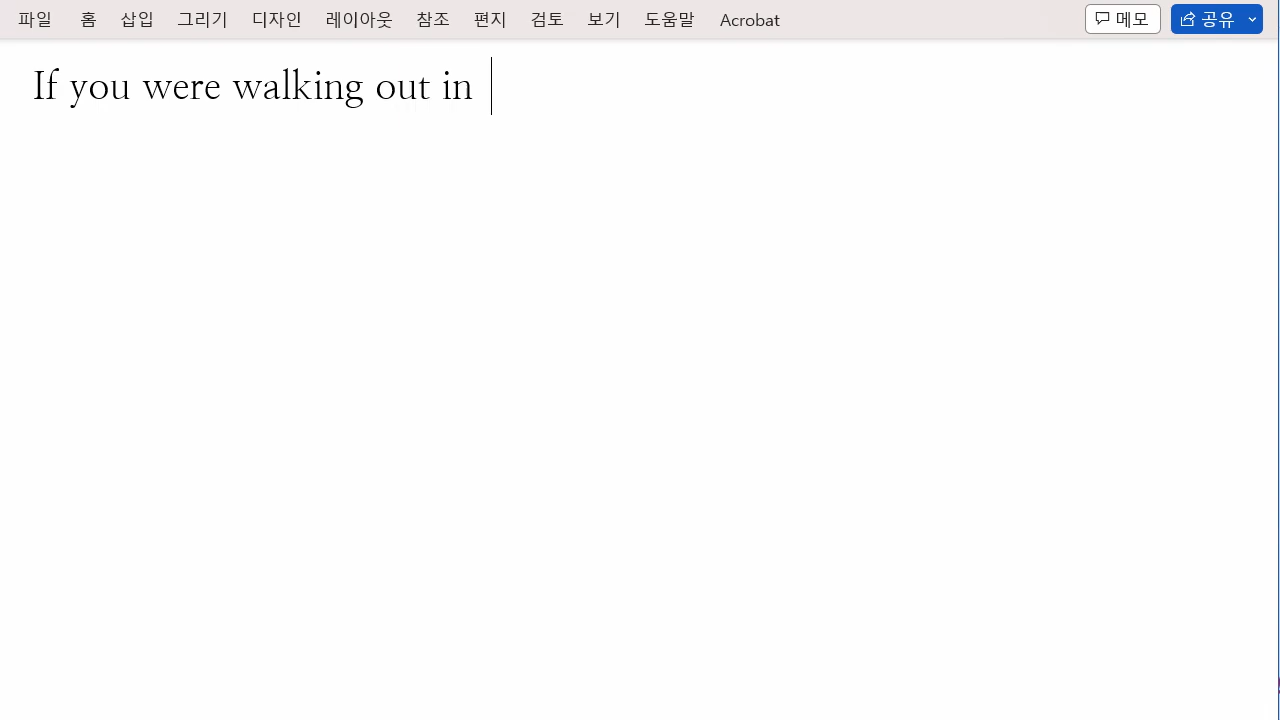 파일 홈 삽입 그리기 디자인 레이아웃 참조 편지 검토 보기 도움말 Acrobat 메모 공유
If you were walking out in